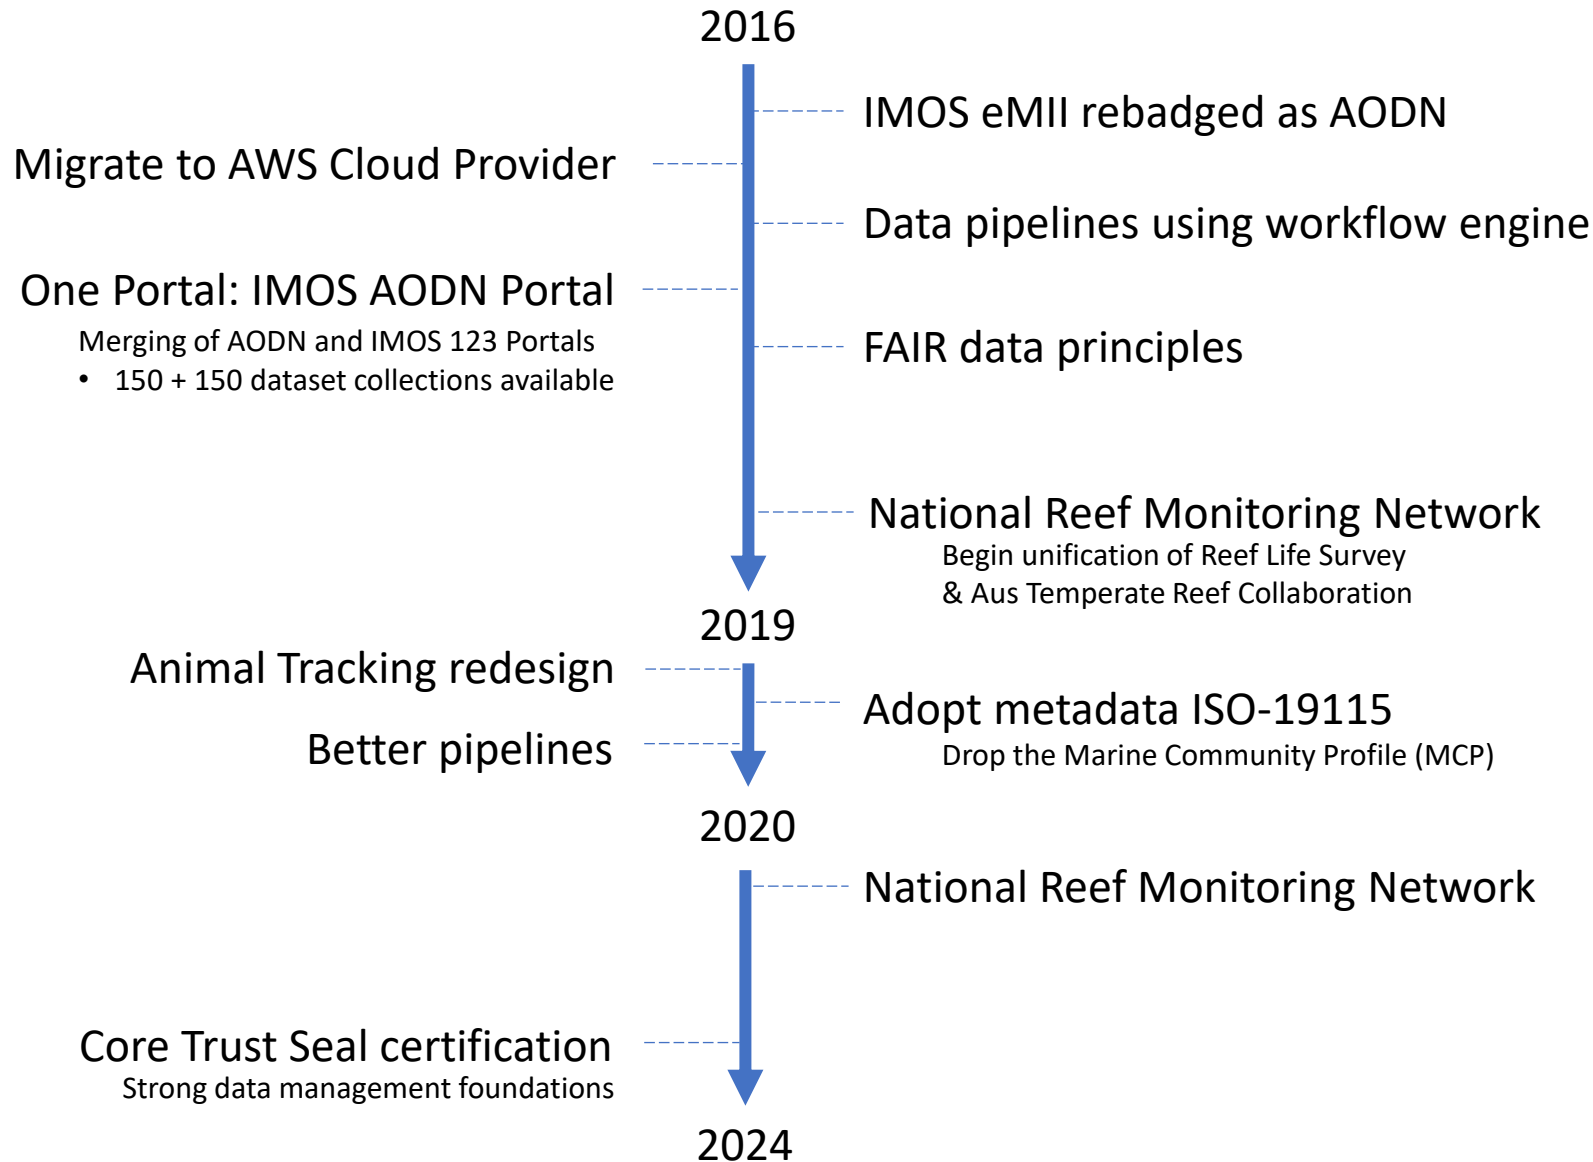 2016
IMOS eMII rebadged as AODN
Migrate to AWS Cloud Provider
Data pipelines using workflow engine
One Portal: IMOS AODN Portal
Merging of AODN and IMOS 123 Portals
• 150 + 150 dataset collections available
FAIR data principles
National Reef Monitoring Network
Begin unification of Reef Life Survey
& Aus Temperate Reef Collaboration
2019
Animal Tracking redesign
Adopt metadata ISO-19115
Drop the Marine Community Profile (MCP)
Better pipelines
2020
National Reef Monitoring Network
Core Trust Seal certification
Strong data management foundations
2024